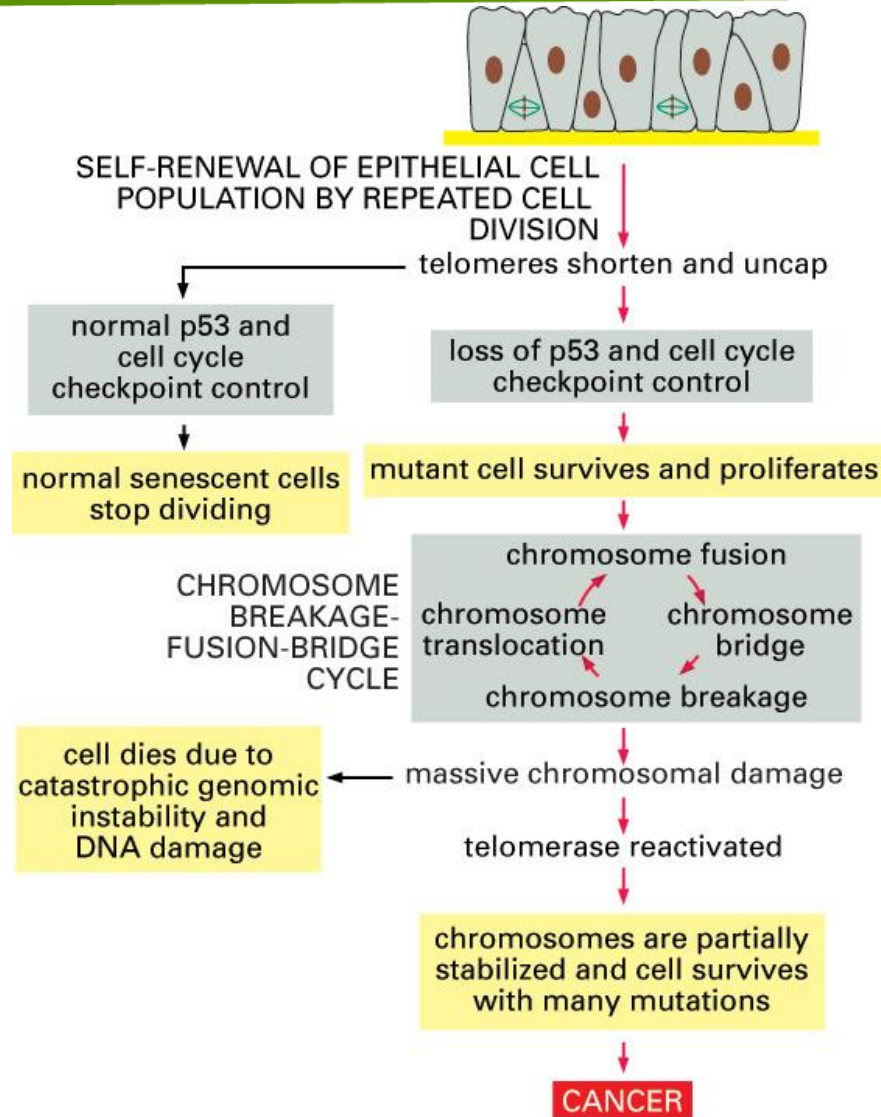 SELF-RENEWAL OF EPITHELIAL CELL
POPULATION BY REPEATED CELL
DIVISION
telomeres shorten and uncap
normal p53 and
cell cycle
checkpoint control
loss of p53 and cell cycle
checkpoint control
normal senescent cells
stop dividing
mutant cell survives and proliferates
CHROMOSOME
BREAKAGE-
FUSION-BRIDGE
CYCLE
chromosome fusion
chromosome
translocation
chromosome
bridge
chromosome breakage
cell dies due to
catastrophic genomic
instability and
DNA damage
massive chromosomal damage
telomerase reactivated
chromosomes are partially
stabilized and cell survives
with many mutations
CANCER